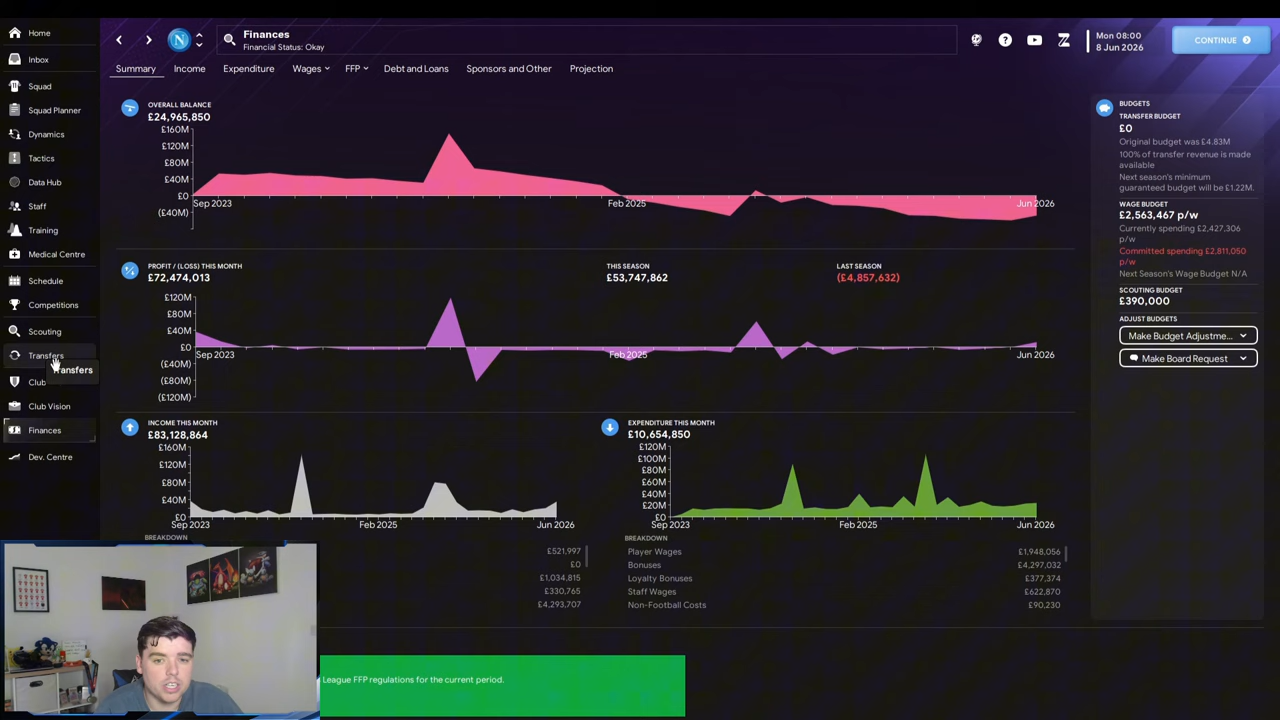 Home
Inbox
Squad
Squad Planner
Dynamics
Tactics
Data Hub
Staff
Training
Medical Centre
Schedule
Competitions
Scouting
Transfers
Transfers
Club
Club Vision
Finances
Dev. Centre
N
Finances
Financial Status: Okay
Mon 08:00
8 Jun 2026
CONTINUE
Summary
Income
Expenditure
Wages
FFP
Debt and Loans
Sponsors and Other
Projection
OVERALL BALANCE
£24,965,850
£160M
£120M
£80M
£40M
£0
(£40M)
Sep 2023
Feb 2025
Jun 2026
PROFIT / (LOSS) THIS MONTH
£72,474,013
THIS SEASON
£53,747,862
LAST SEASON
(£4,857,632)
£120M
£80M
£40M
£0
(£40M)
(£80M)
(£120M)
Sep 2023
Feb 2025
Jun 2026
INCOME THIS MONTH
£83,128,864
£160M
£120M
£80M
£40M
£0
Sep 2023
Feb 2025
Jun 2026
BREAKDOWN
£521,997
£0
£1,034,815
£330,765
£4,293,707
EXPENDITURE THIS MONTH
£10,654,850
£120M
£100M
£80M
£60M
£40M
£20M
£0
Sep 2023
Feb 2025
Jun 2026
BREAKDOWN
Player Wages £1,948,056
Bonuses £4,297,032
Loyalty Bonuses £377,374
Staff Wages £622,870
Non-Football Costs £90,230
League FFP regulations for the current period.
BUDGETS
TRANSFER BUDGET
£0
Original budget was £4.83M
100% of transfer revenue is made
available
Next season's minimum
guaranteed budget will be £1.22M.
WAGE BUDGET
£2,563,467 p/w
Currently spending £2,427,306
p/w
Committed spending £2,811,050
p/w
Next Season's Wage Budget N/A
SCOUTING BUDGET
£390,000
ADJUST BUDGETS
Make Budget Adjustme...
Make Board Request